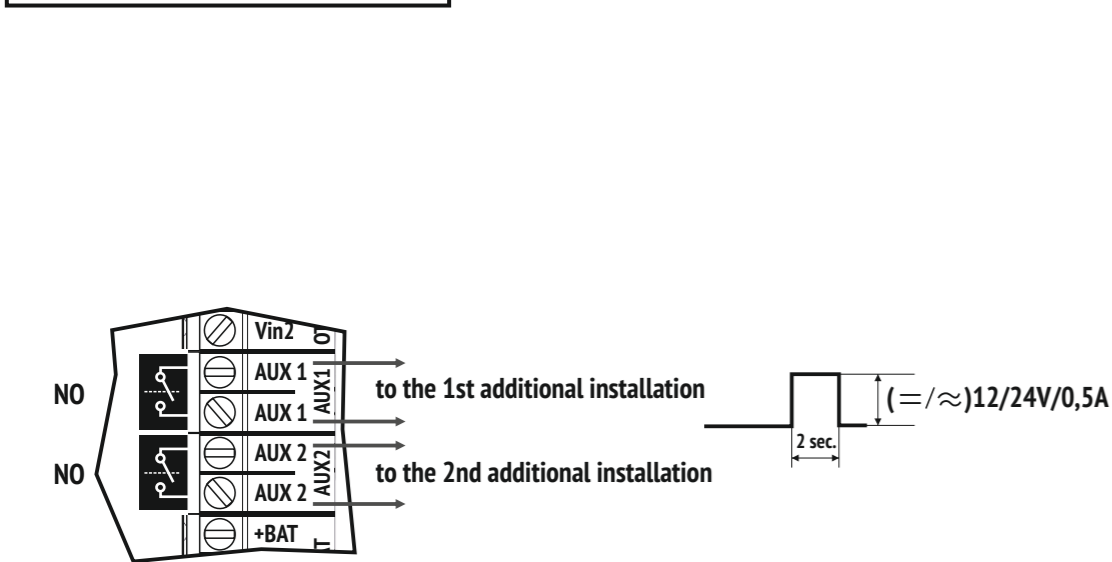 Vin2
NO
AUX 1
AUX 1
AUX1
to the 1st additional installation
NO
AUX 2
AUX 2
AUX2
to the 2nd additional installation
+BAT
2 sec.
(=/≈)12/24V/0,5A